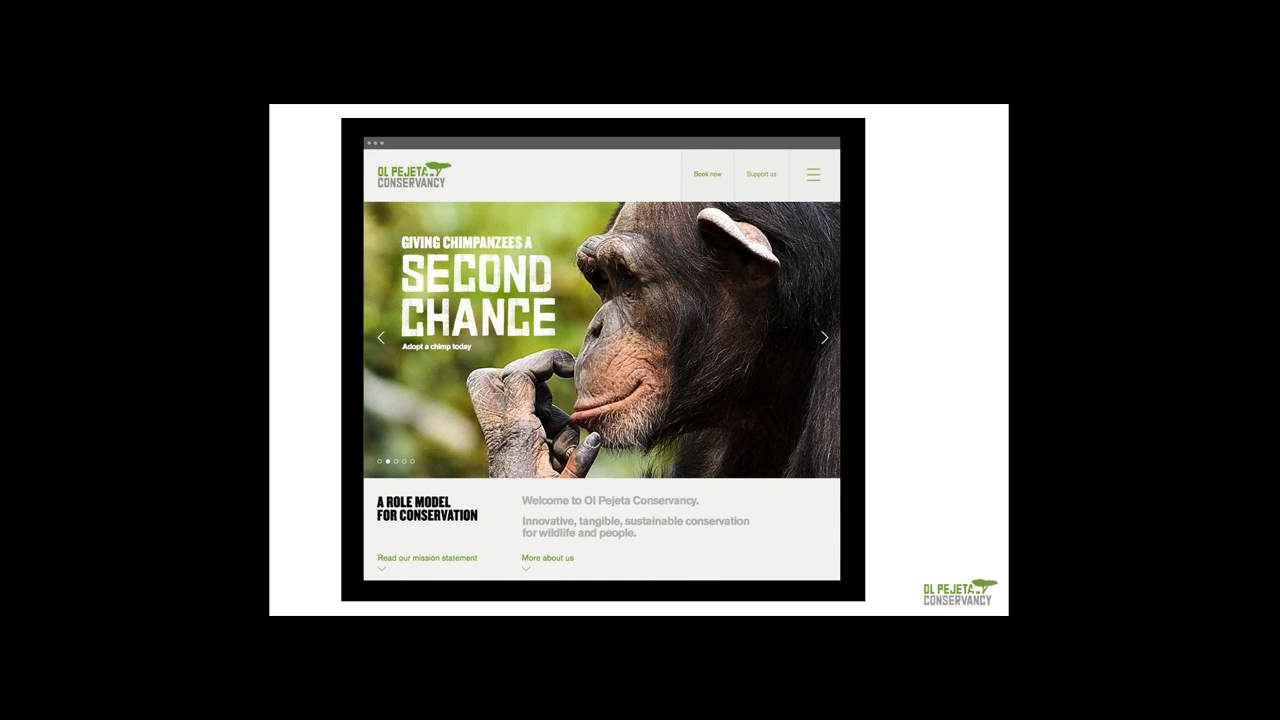 OL PEJETA
CONSERVANCY
Book now
Support us
GIVING CHIMPANZEES A
SECOND
CHANCE
Adopt a chimp today
A ROLE MODEL
FOR CONSERVATION
Read our mission statement
Welcome to Ol Pejeta Conservancy.
Innovative, tangible, sustainable conservation
for wildlife and people.
More about us
OL PEJETA
CONSERVANCY